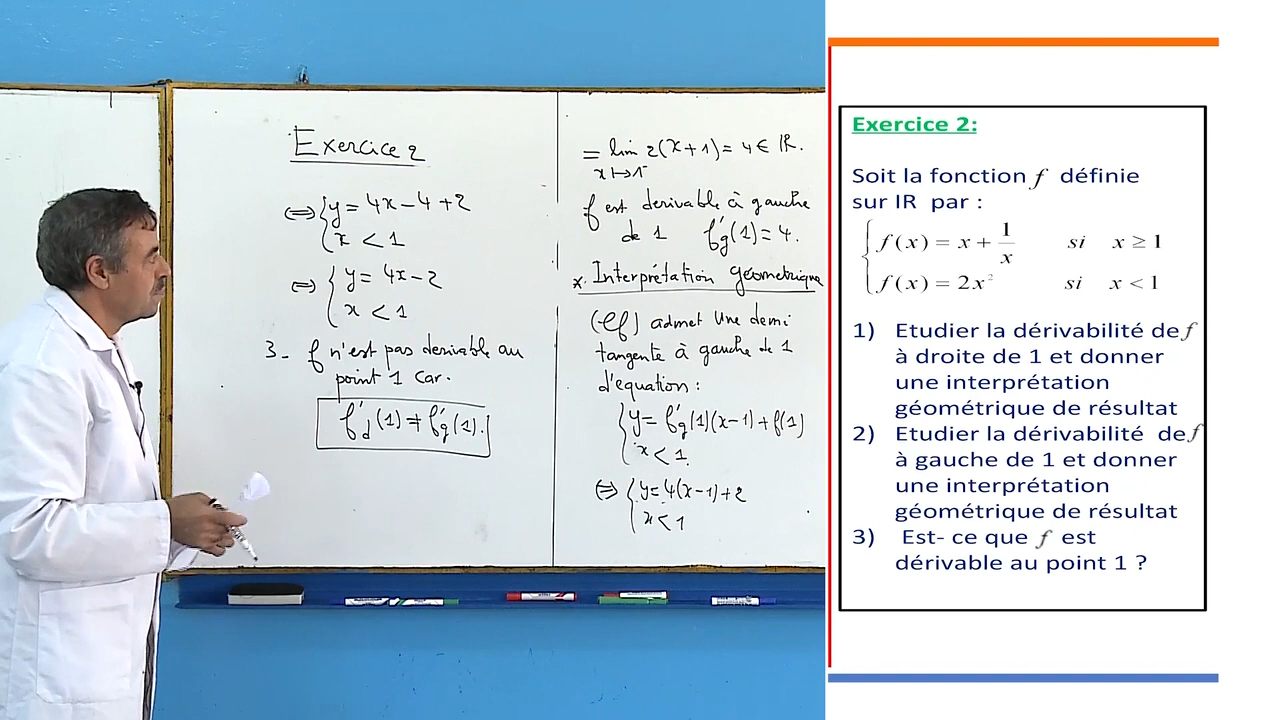 Exercice 2
⟺ { y = 4x - 4 + 2
x < 1
⟺ { y = 4x - 2
x < 1
3- f n'est pas derivable au
point 1 car.
f'd(1) ≠ f'g(1).
= lim 2(x+1) = 4 ∈ IR.
x ↦ 1⁻
f est derivable à gauche
de 1 f'g(1) = 4.
* Interprétation géometrique
(Cf) admet une demi
tangente à gauche de 1
d'equation :
{ y = f'g(1)(x-1) + f(1)
x < 1.
⟺ { y = 4(x-1) + 2
x < 1
Exercice 2:
Soit la fonction f définie
sur IR par :
{ f(x) = x + 1/x si x ≥ 1
f(x) = 2x² si x < 1
1) Etudier la dérivabilité de f
à droite de 1 et donner
une interprétation
géométrique de résultat
2) Etudier la dérivabilité de f
à gauche de 1 et donner
une interprétation
géométrique de résultat
3) Est- ce que f est
dérivable au point 1 ?